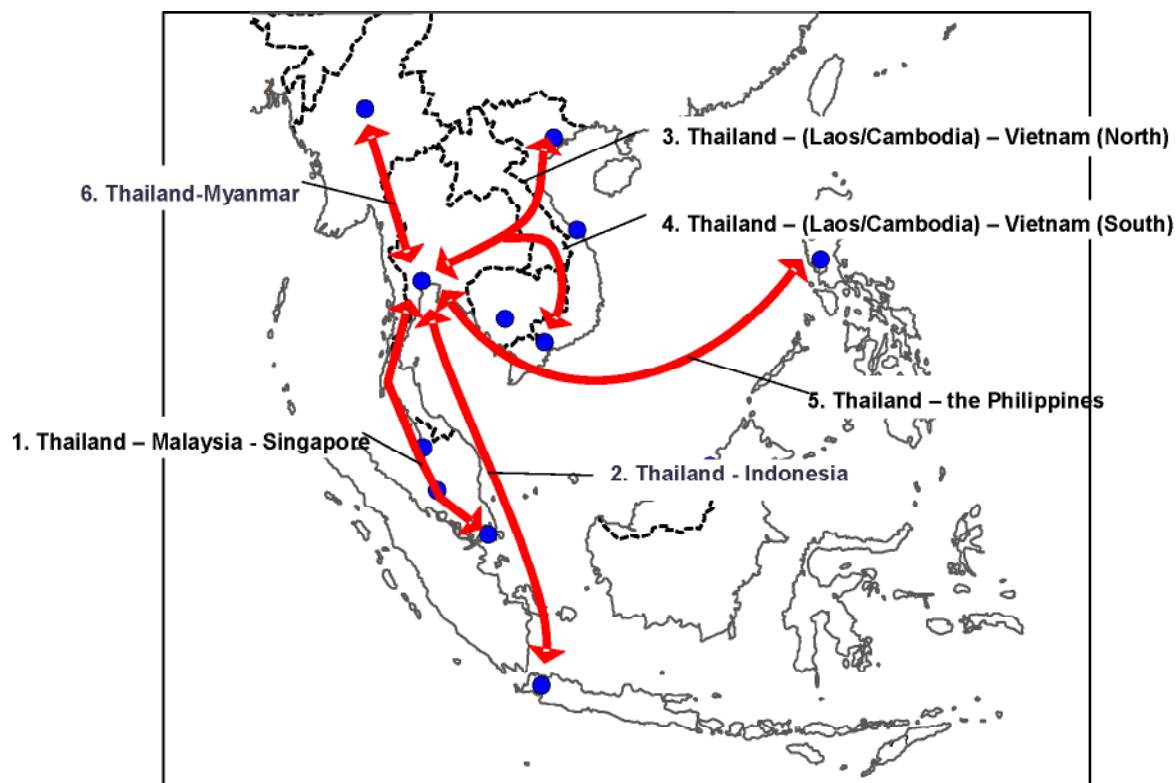 3. Thailand – (Laos/Cambodia) – Vietnam (North)
6. Thailand-Myanmar
4. Thailand – (Laos/Cambodia) – Vietnam (South)
5. Thailand – the Philippines
1. Thailand – Malaysia - Singapore
2. Thailand - Indonesia